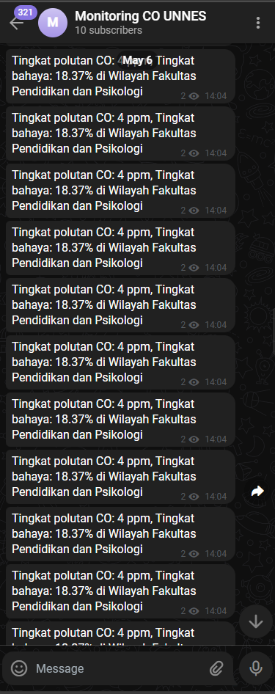 321
M
Monitoring CO UNNES
10 subscribers
May 6
Tingkat polutan CO: 4 Tingkat
bahaya: 18.37% di Wilayah Fakultas
Pendidikan dan Psikologi
2 14:04
Tingkat polutan CO: 4 ppm, Tingkat
bahaya: 18.37% di Wilayah Fakultas
Pendidikan dan Psikologi
2 14:04
Tingkat polutan CO: 4 ppm, Tingkat
bahaya: 18.37% di Wilayah Fakultas
Pendidikan dan Psikologi
2 14:04
Tingkat polutan CO: 4 ppm, Tingkat
bahaya: 18.37% di Wilayah Fakultas
Pendidikan dan Psikologi
2 14:04
Tingkat polutan CO: 4 ppm, Tingkat
bahaya: 18.37% di Wilayah Fakultas
Pendidikan dan Psikologi
2 14:04
Tingkat polutan CO: 4 ppm, Tingkat
bahaya: 18.37% di Wilayah Fakultas
Pendidikan dan Psikologi
2 14:04
Tingkat polutan CO: 4 ppm, Tingkat
bahaya: 18.37% di Wilayah Fakultas
Pendidikan dan Psikologi
2 14:04
Tingkat polutan CO: 4 ppm, Tingkat
bahaya: 18.37% di Wilayah Fakultas
Pendidikan dan Psikologi
2 14:04
Tingkat polutan CO: 4 ppm, Tingkat
bahaya: 18.37% di Wilayah Fakultas
Pendidikan dan Psikologi
2 14:04
Tingkat polutan CO: 4 ppm, Tingkat
bahaya: 18.37% di Wilayah Fakultas
Pendidikan dan Psikologi
2 14:04
Tingkat polutan CO: 4 ppm, Tingkat
bahaya: 18.37% di Wilayah Fakultas
Message